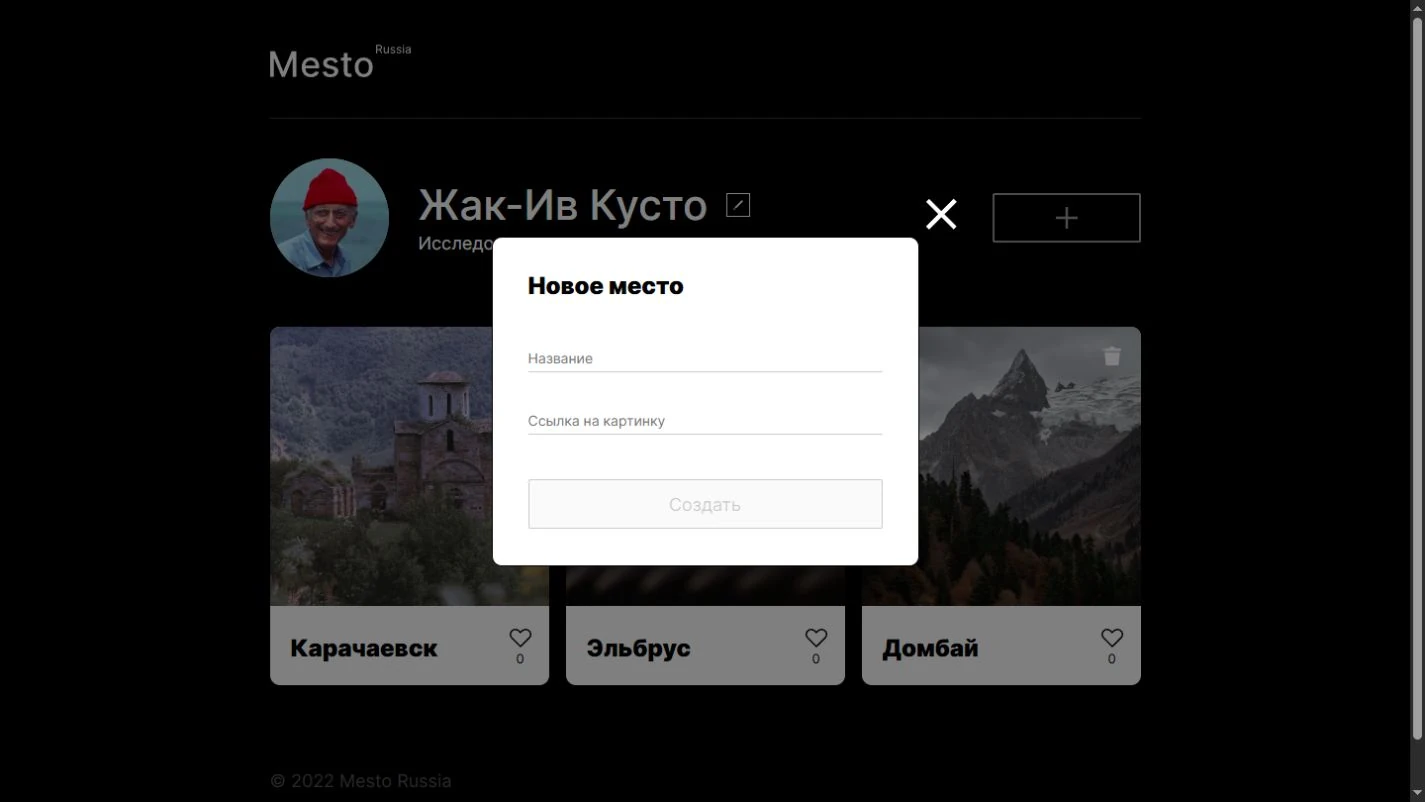 Mesto Russia
Жак-Ив Кусто
Новое место
Название
Ссылка на картинку
Создать
Карачаевск
0
Эльбрус
0
Домбай
0
© 2022 Mesto Russia